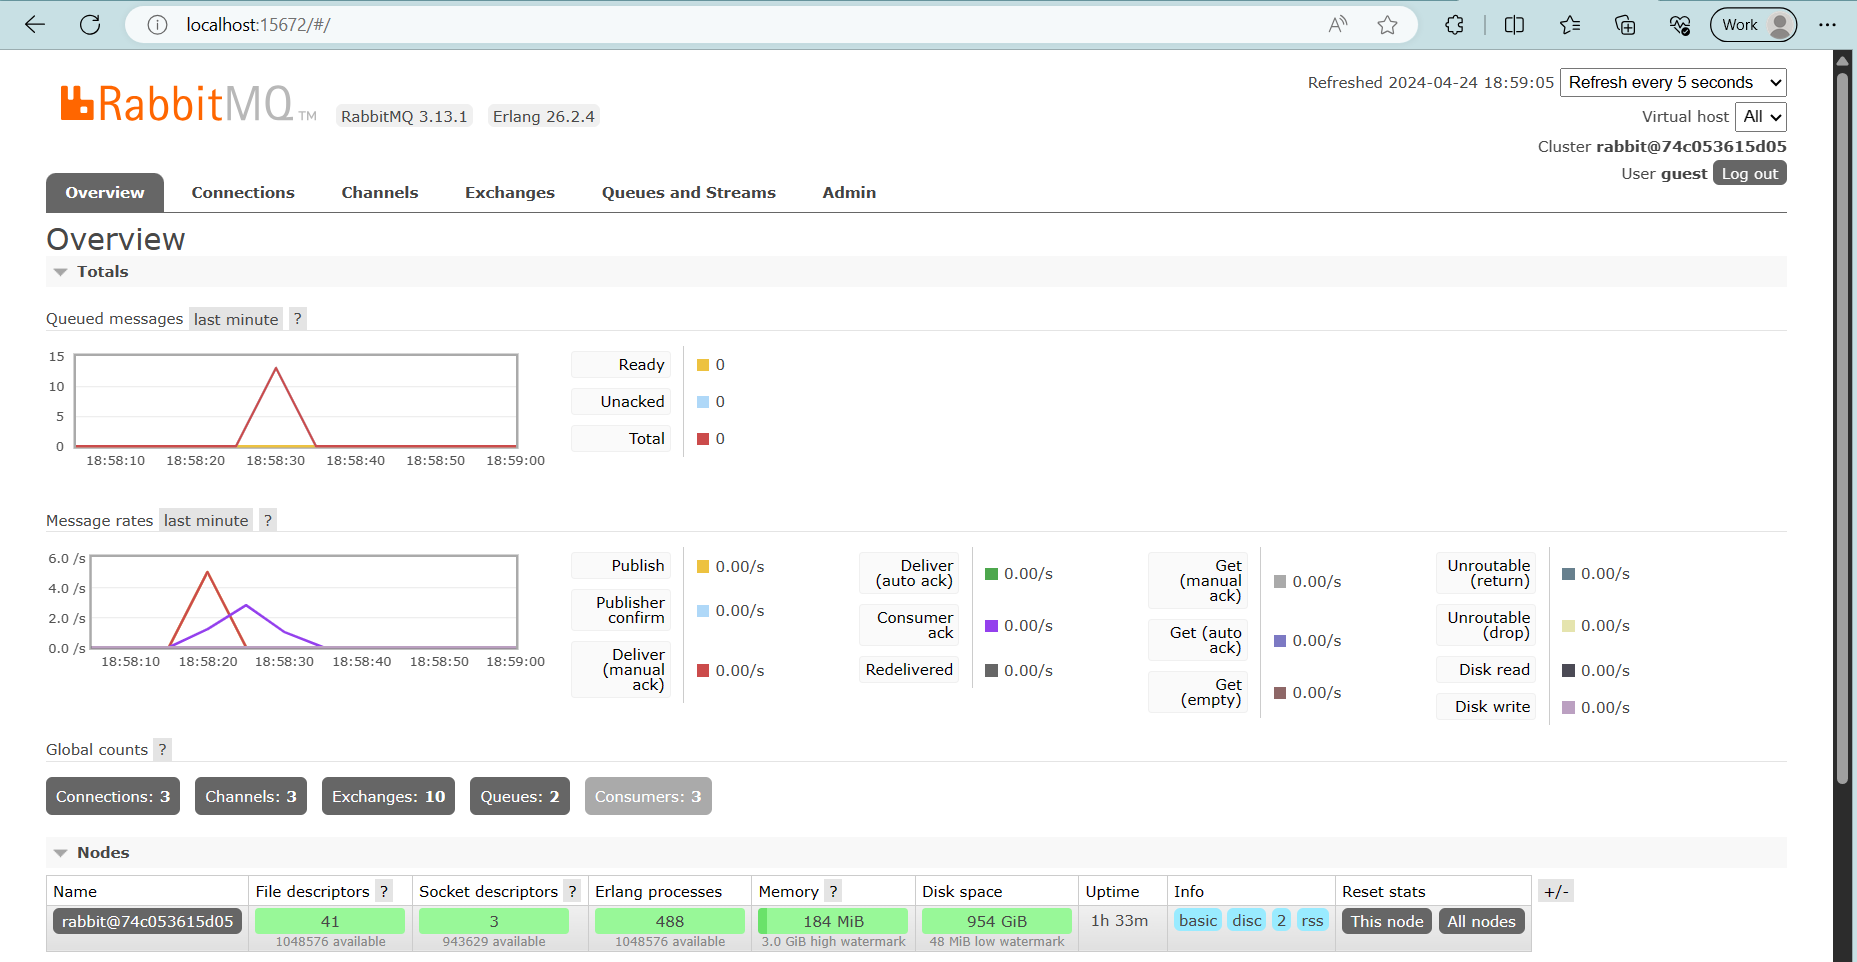 localhost:15672/#/
Work
RabbitMQ TM
RabbitMQ 3.13.1 Erlang 26.2.4
Refreshed 2024-04-24 18:59:05 Refresh every 5 seconds
Virtual host All
Cluster rabbit@74c053615d05
User guest Log out
Overview Connections Channels Exchanges Queues and Streams Admin
Overview
Totals
Queued messages last minute ?
15
10
5
0
18:58:10 18:58:20 18:58:30 18:58:40 18:58:50 18:59:00
Ready 0
Unacked 0
Total 0
Message rates last minute ?
6.0 /s
4.0 /s
2.0 /s
0.0 /s
18:58:10 18:58:20 18:58:30 18:58:40 18:58:50 18:59:00
Publish 0.00/s
Publisher
confirm 0.00/s
Deliver
(manual
ack) 0.00/s
Deliver
(auto ack) 0.00/s
Consumer
ack 0.00/s
Redelivered 0.00/s
Get
(manual
ack) 0.00/s
Get (auto
ack) 0.00/s
Get
(empty) 0.00/s
Unroutable
(return) 0.00/s
Unroutable
(drop) 0.00/s
Disk read 0.00/s
Disk write 0.00/s
Global counts ?
Connections: 3 Channels: 3 Exchanges: 10 Queues: 2 Consumers: 3
Nodes
Name File descriptors ? Socket descriptors ? Erlang processes Memory ? Disk space Uptime Info Reset stats +/-
rabbit@74c053615d05 41 3 488 184 MiB 954 GiB 1h 33m basic disc 2 rss This node All nodes
1048576 available 943629 available 1048576 available 3.0 GiB high watermark 48 MiB low watermark